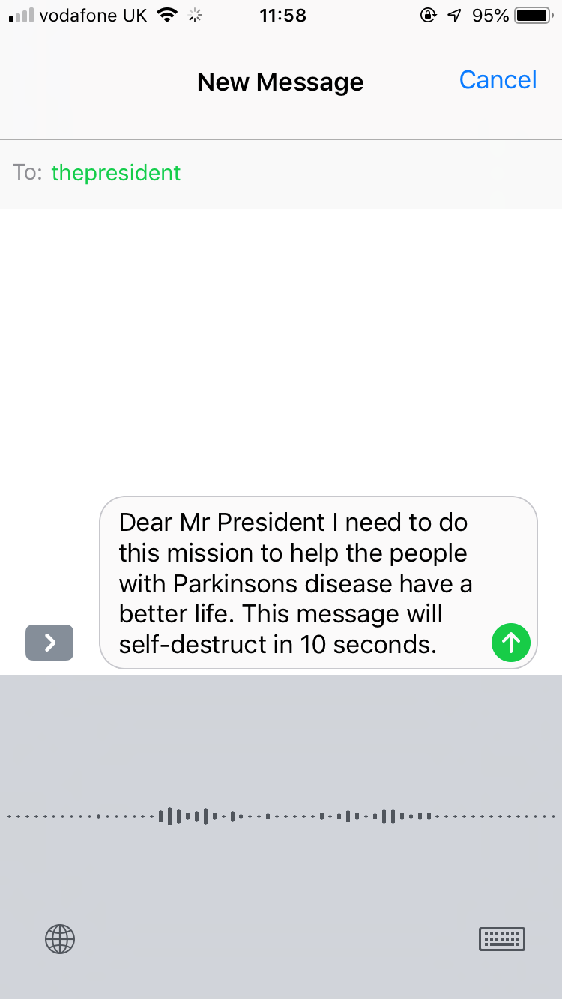 vodafone UK 11:58 95%
New Message Cancel
To: thepresident
Dear Mr President I need to do
this mission to help the people
with Parkinsons disease have a
better life. This message will
self-destruct in 10 seconds.